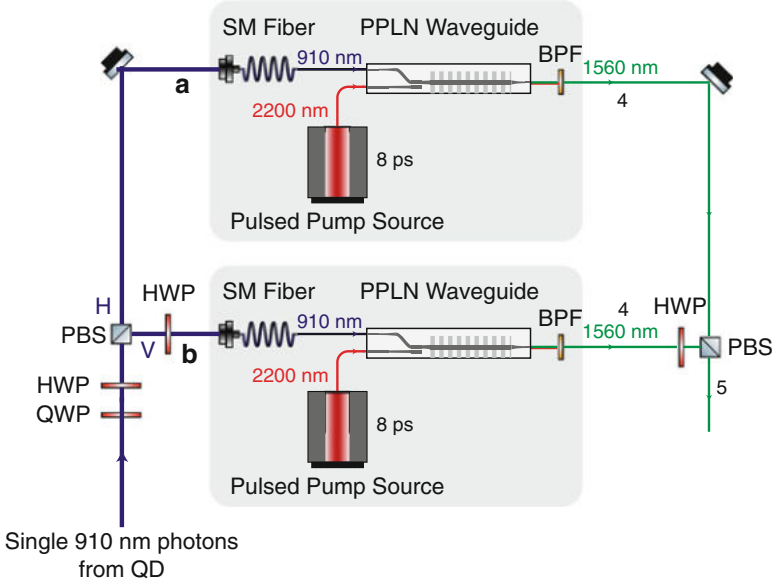 SM Fiber PPLN Waveguide
910 nm
BPF
1560 nm
a
4
2200 nm
8 ps
Pulsed Pump Source
H
HWP
SM Fiber PPLN Waveguide
4
HWP
910 nm
BPF
1560 nm
PBS
V
b
PBS
2200 nm
HWP
5
QWP
8 ps
Pulsed Pump Source
Single 910 nm photons
from QD